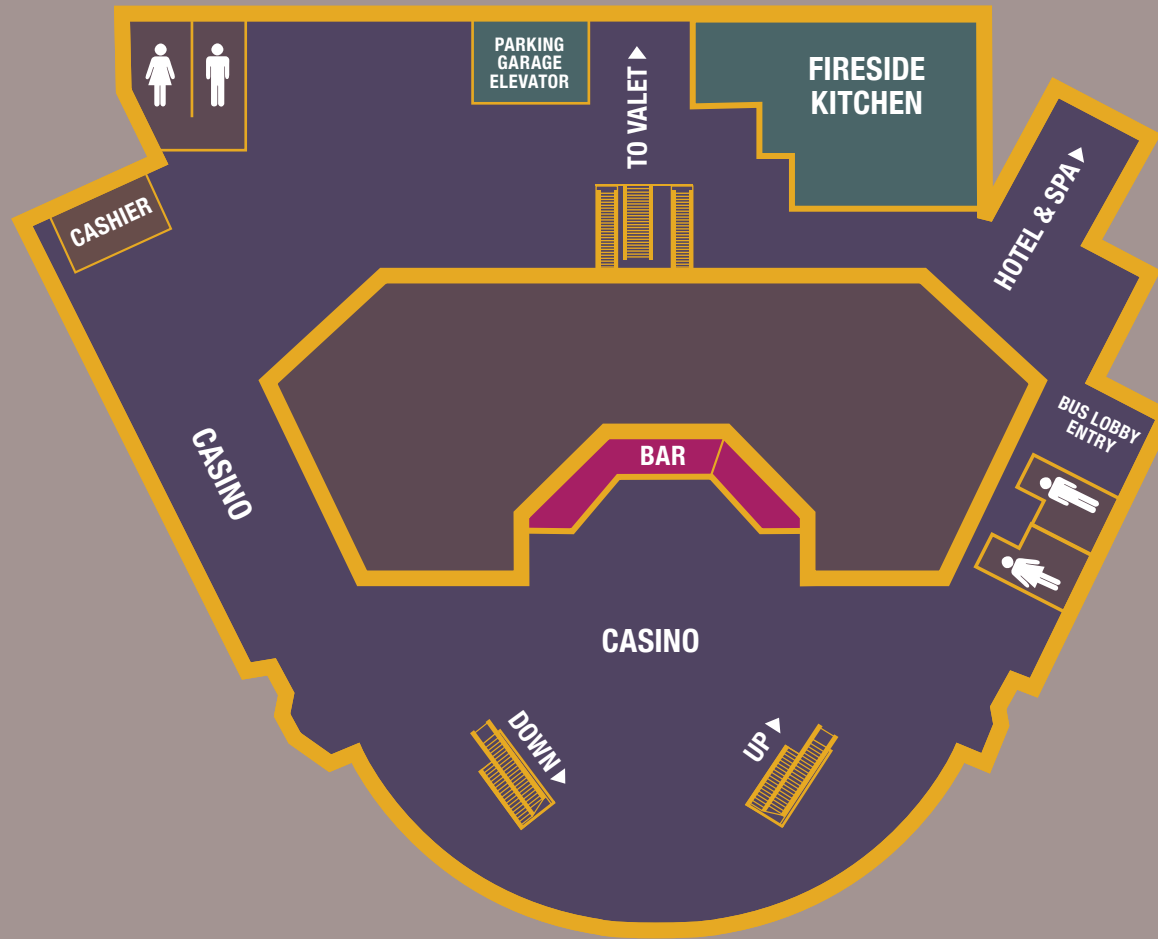 PARKING
GARAGE
ELEVATOR
TO VALET ▲
FIRESIDE
KITCHEN
CASHIER
HOTEL & SPA ▲
CASINO
BAR
BUS LOBBY
ENTRY
CASINO
DOWN ▶
UP ▲